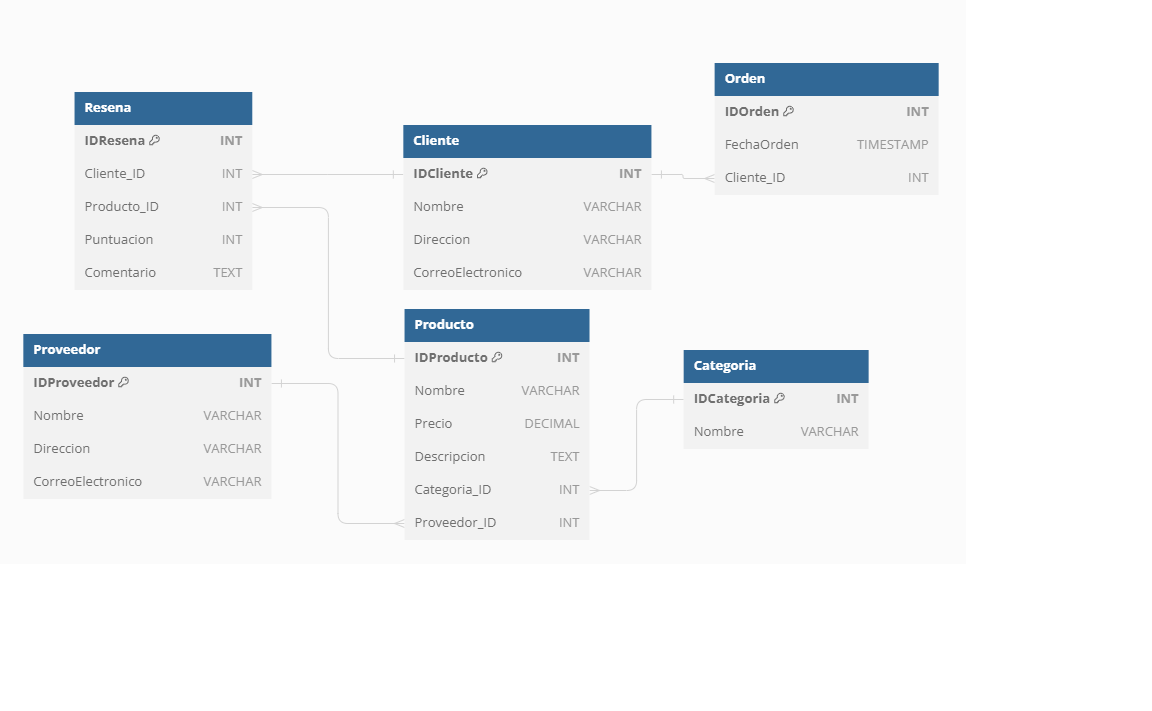 Resena
IDResena INT
Cliente_ID INT
Producto_ID INT
Puntuacion INT
Comentario TEXT
Cliente
IDCliente INT
Nombre VARCHAR
Direccion VARCHAR
CorreoElectronico VARCHAR
Orden
IDOrden INT
FechaOrden TIMESTAMP
Cliente_ID INT
Proveedor
IDProveedor INT
Nombre VARCHAR
Direccion VARCHAR
CorreoElectronico VARCHAR
Producto
IDProducto INT
Nombre VARCHAR
Precio DECIMAL
Descripcion TEXT
Categoria_ID INT
Proveedor_ID INT
Categoria
IDCategoria INT
Nombre VARCHAR